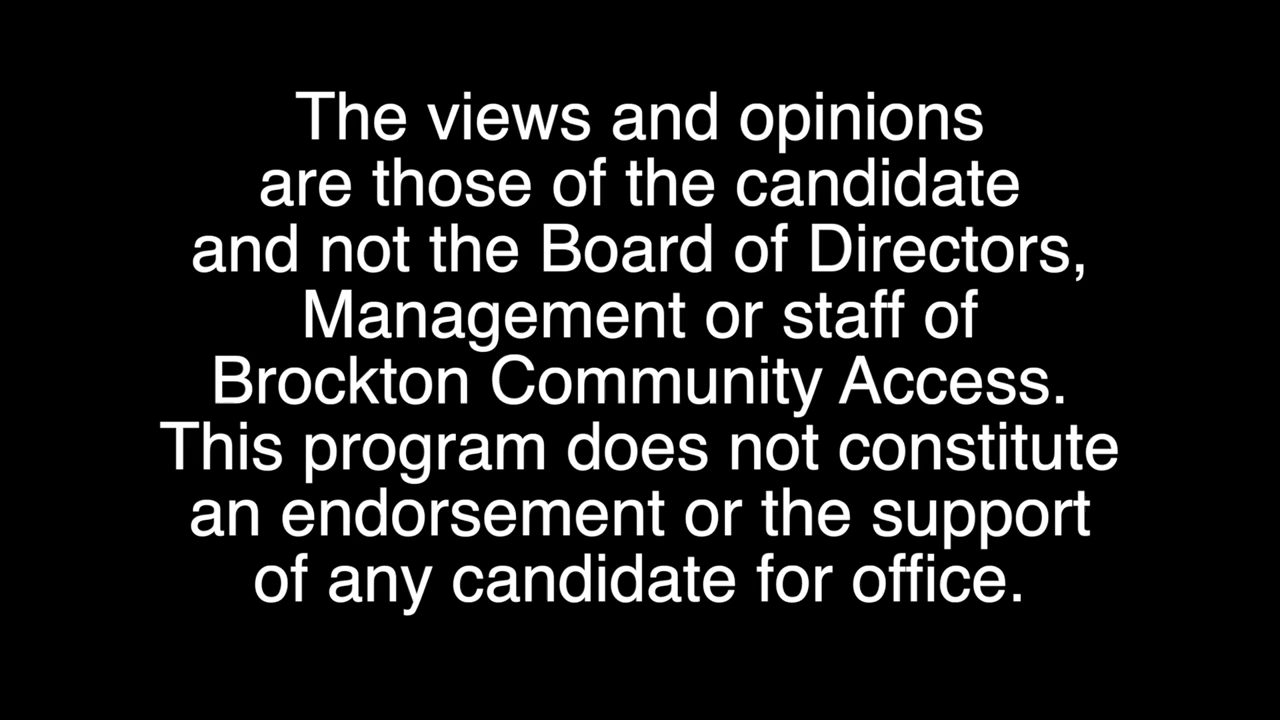 The views and opinions
are those of the candidate
and not the Board of Directors,
Management or staff of
Brockton Community Access.
This program does not constitute
an endorsement or the support
of any candidate for office.